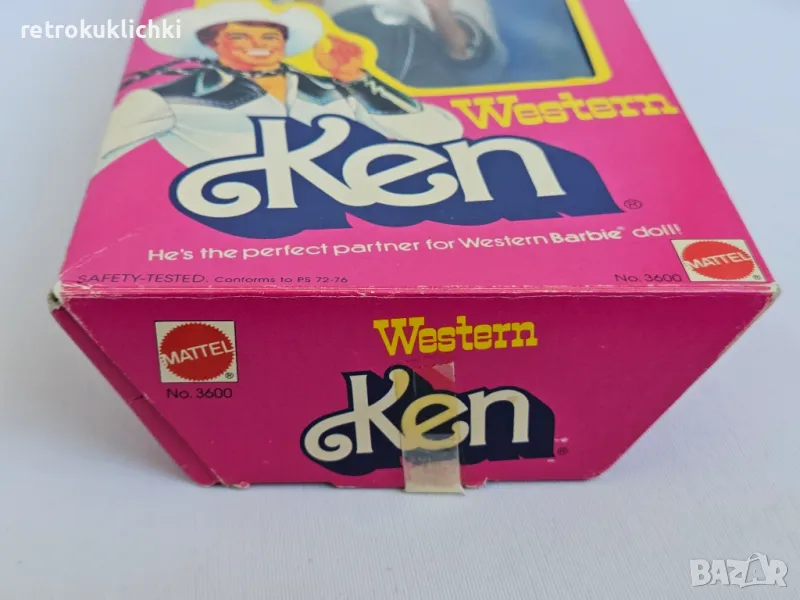 retrokuklichki
Western
Ken ®
He's the perfect partner for Western Barbie® doll!
SAFETY-TESTED. Conforms to PS 72-76
No. 3600
MATTEL
MATTEL ®
No. 3600
Western
Ken ®
BAZAR